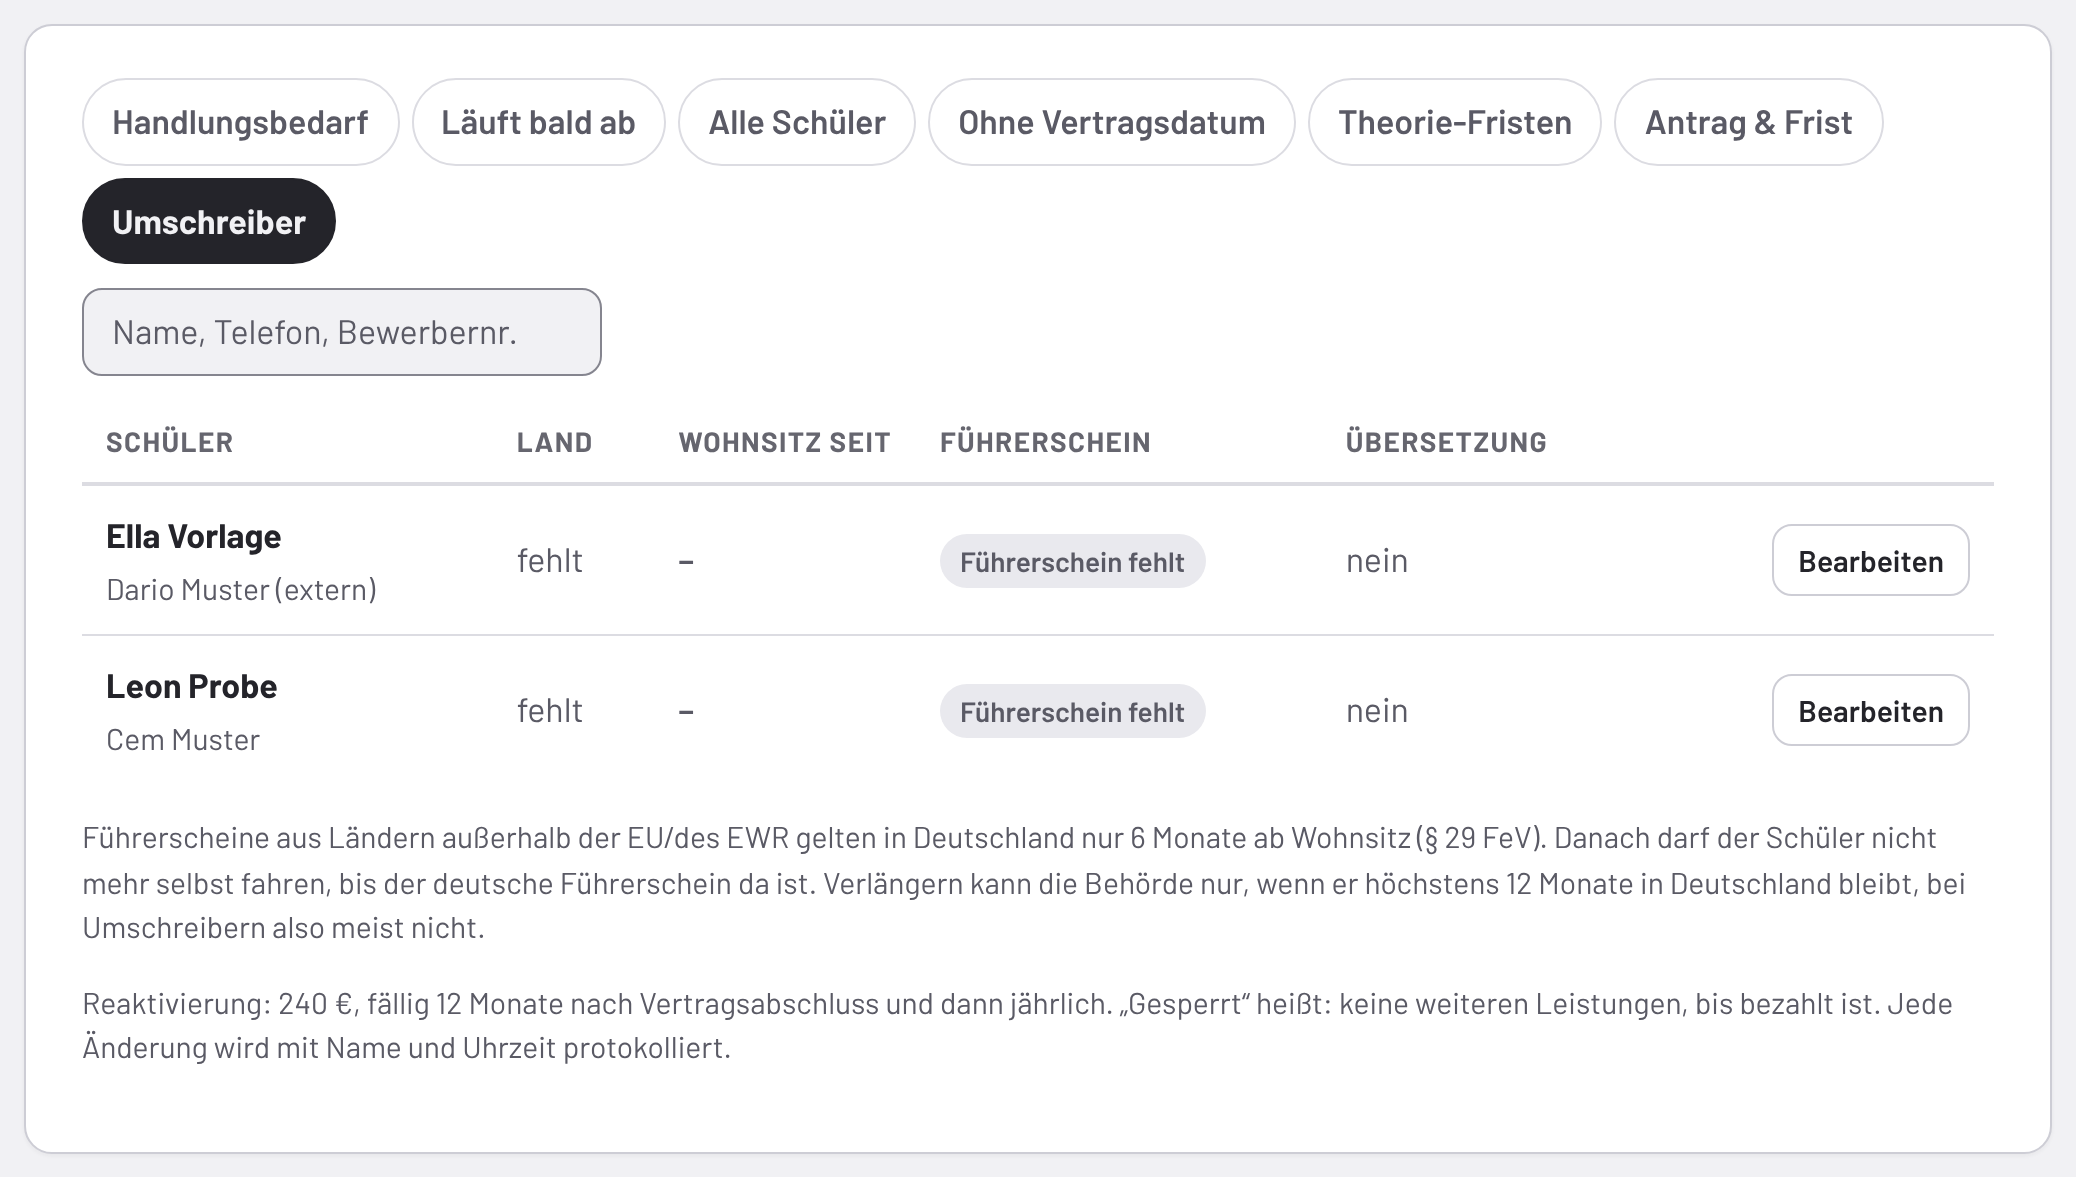 Handlungsbedarf Läuft bald ab Alle Schüler Ohne Vertragsdatum Theorie-Fristen Antrag & Frist
Umschreiber
Name, Telefon, Bewerbernr.
SCHÜLER LAND WOHNSITZ SEIT FÜHRERSCHEIN ÜBERSETZUNG
Ella Vorlage
Dario Muster (extern)
fehlt – Führerschein fehlt nein Bearbeiten
Leon Probe
Cem Muster
fehlt – Führerschein fehlt nein Bearbeiten
Führerscheine aus Ländern außerhalb der EU/des EWR gelten in Deutschland nur 6 Monate ab Wohnsitz (§ 29 FeV). Danach darf der Schüler nicht
mehr selbst fahren, bis der deutsche Führerschein da ist. Verlängern kann die Behörde nur, wenn er höchstens 12 Monate in Deutschland bleibt, bei
Umschreibern also meist nicht.
Reaktivierung: 240 €, fällig 12 Monate nach Vertragsabschluss und dann jährlich. „Gesperrt“ heißt: keine weiteren Leistungen, bis bezahlt ist. Jede
Änderung wird mit Name und Uhrzeit protokolliert.